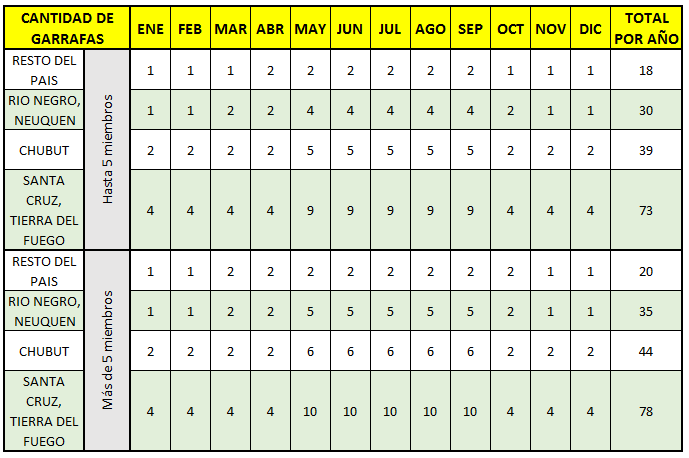 CANTIDAD DE GARRAFAS ENE FEB MAR ABR MAY JUN JUL AGO SEP OCT NOV DIC TOTAL POR AÑO
Hasta 5 miembros
RESTO DEL PAIS 1 1 1 2 2 2 2 2 2 1 1 1 18
RIO NEGRO, NEUQUEN 1 1 2 2 4 4 4 4 4 2 1 1 30
CHUBUT 2 2 2 2 5 5 5 5 5 2 2 2 39
SANTA CRUZ, TIERRA DEL FUEGO 4 4 4 4 9 9 9 9 9 4 4 4 73
Más de 5 miembros
RESTO DEL PAIS 1 1 2 2 2 2 2 2 2 2 1 1 20
RIO NEGRO, NEUQUEN 1 1 2 2 5 5 5 5 5 2 1 1 35
CHUBUT 2 2 2 2 6 6 6 6 6 2 2 2 44
SANTA CRUZ, TIERRA DEL FUEGO 4 4 4 4 10 10 10 10 10 4 4 4 78